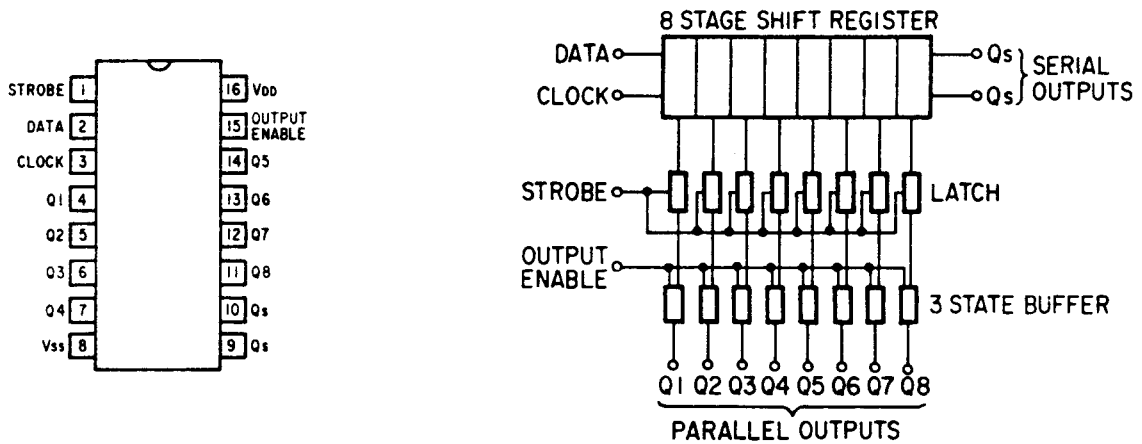 STROBE 1
DATA 2
CLOCK 3
Q1 4
Q2 5
Q3 6
Q4 7
Vss 8
16 VDD
15 OUTPUT
ENABLE
14 Q5
13 Q6
12 Q7
11 Q8
10 Qs
9 Qs
8 STAGE SHIFT REGISTER
DATA
CLOCK
Qs
Qs
SERIAL
OUTPUTS
STROBE
LATCH
OUTPUT
ENABLE
3 STATE BUFFER
Q1 Q2 Q3 Q4 Q5 Q6 Q7 Q8
PARALLEL OUTPUTS